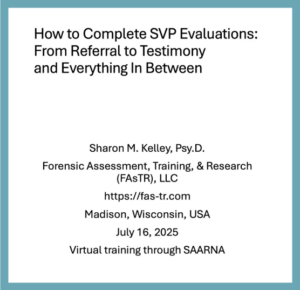 How to Complete SVP Evaluations:
From Referral to Testimony
and Everything In Between
Sharon M. Kelley, Psy.D.
Forensic Assessment, Training, & Research
(FAsTR), LLC
https://fas-tr.com
Madison, Wisconsin, USA
July 16, 2025
Virtual training through SAARNA